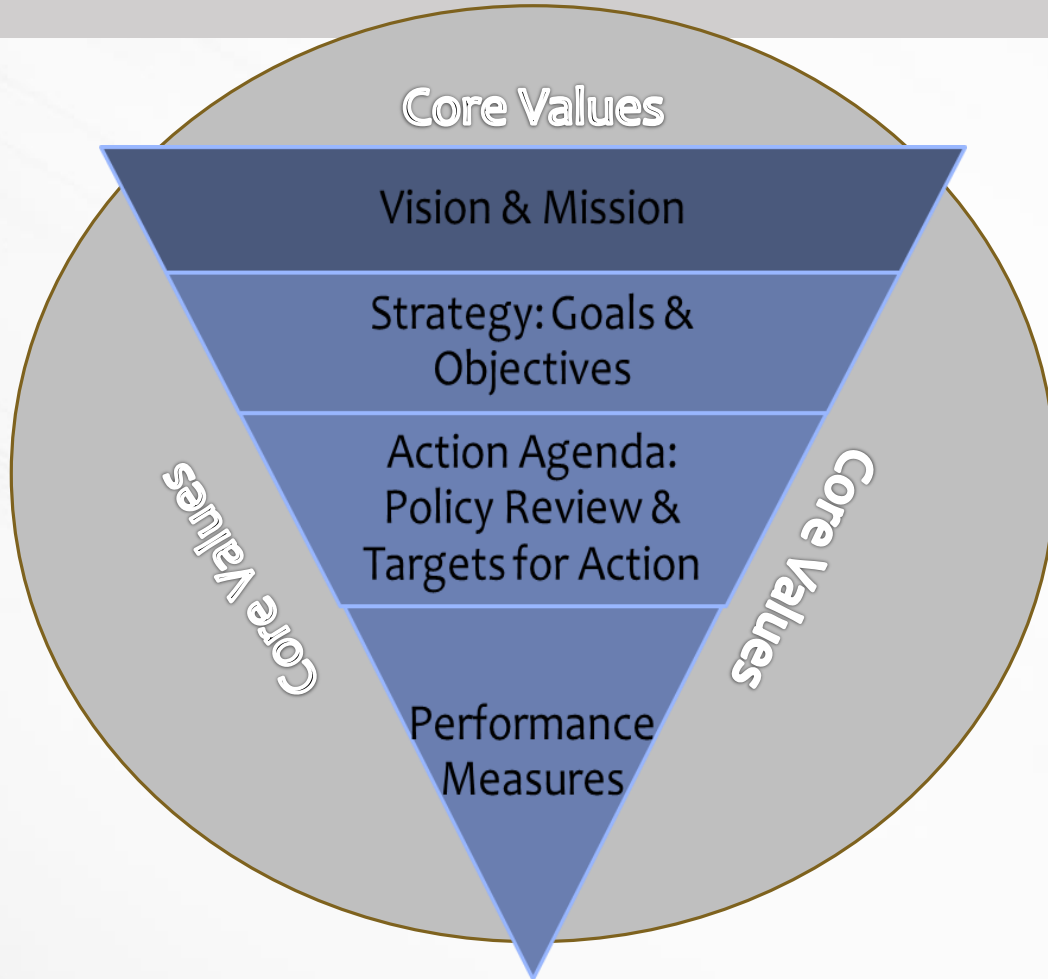 Core Values
Vision & Mission
Strategy: Goals &
Objectives
Action Agenda:
Policy Review &
Targets for Action
Core Values
Core Values
Performance
Measures